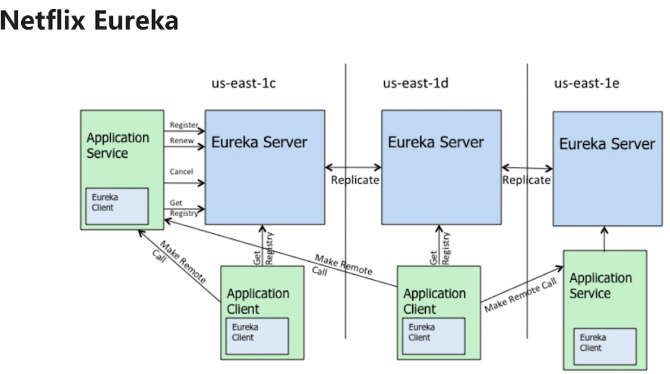 Netflix Eureka
us-east-1c
us-east-1d
us-east-1e
Application
Service
Eureka
Client
Register
Renew
Cancel
Get
Registry
Eureka Server
Replicate
Eureka Server
Replicate
Eureka Server
Make Remote
Call
Get
Registry
Make Remote
Call
Get
Registry
Make Remote Call
Application
Client
Eureka
Client
Application
Client
Eureka
Client
Application
Service
Eureka
Client